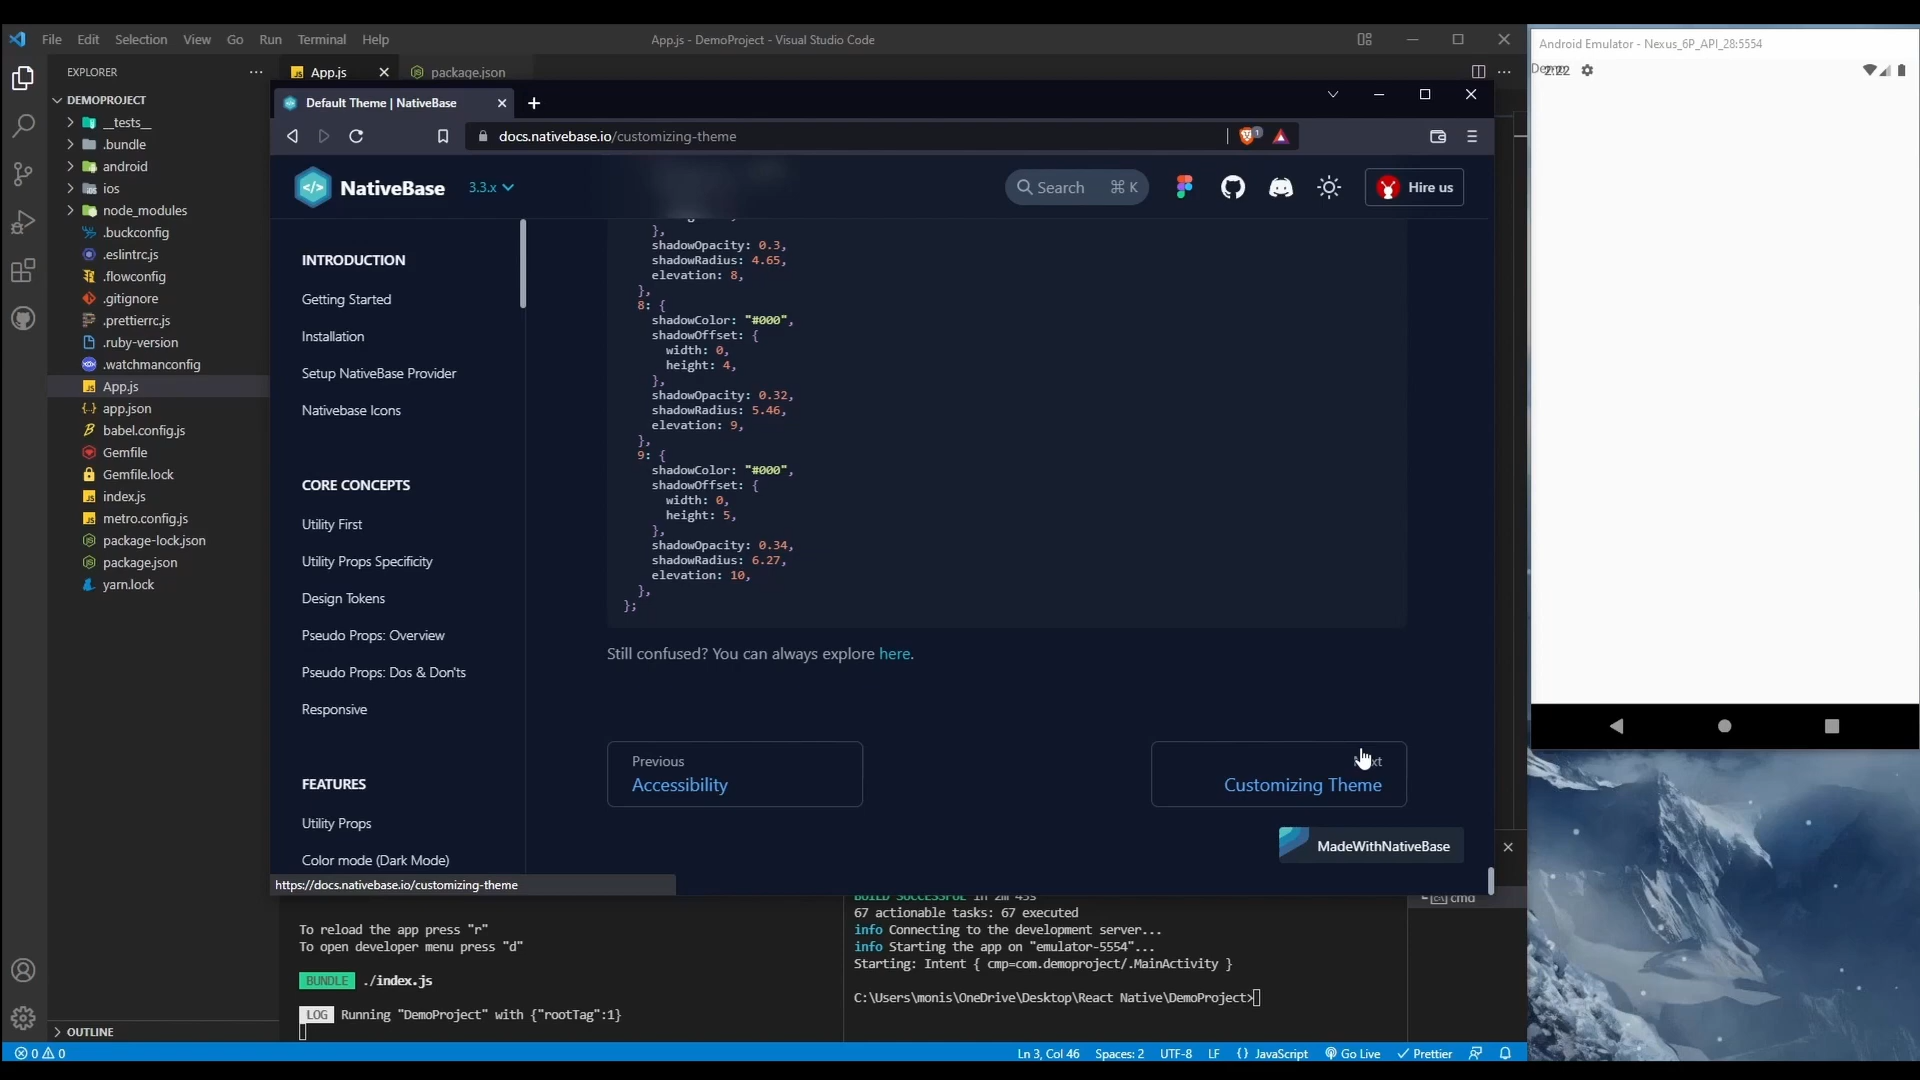 File Edit Selection View Go Run Terminal Help
App.js - DemoProject - Visual Studio Code
EXPLORER
App.js
package.json
DEMOPROJECT
__tests__
.bundle
android
ios
node_modules
.buckconfig
.eslintrc.js
.flowconfig
.gitignore
.prettierrc.js
.ruby-version
.watchmanconfig
App.js
app.json
babel.config.js
Gemfile
Gemfile.lock
index.js
metro.config.js
package-lock.json
package.json
yarn.lock
OUTLINE
Default Theme | NativeBase
docs.nativebase.io/customizing-theme
1
NativeBase
3.3.x
Search ⌘ K
Hire us
INTRODUCTION
Getting Started
Installation
Setup NativeBase Provider
Nativebase Icons
CORE CONCEPTS
Utility First
Utility Props Specificity
Design Tokens
Pseudo Props: Overview
Pseudo Props: Dos & Don'ts
Responsive
FEATURES
Utility Props
Color mode (Dark Mode)
},
shadowOpacity: 0.3,
shadowRadius: 4.65,
elevation: 8,
},
8: {
shadowColor: "#000",
shadowOffset: {
width: 0,
height: 4,
},
shadowOpacity: 0.32,
shadowRadius: 5.46,
elevation: 9,
},
9: {
shadowColor: "#000",
shadowOffset: {
width: 0,
height: 5,
},
shadowOpacity: 0.34,
shadowRadius: 6.27,
elevation: 10,
},
};
Still confused? You can always explore here.
Previous
Accessibility
Customizing Theme
MadeWithNativeBase
https://docs.nativebase.io/customizing-theme
To reload the app press "r"
To open developer menu press "d"
BUNDLE ./index.js
LOG Running "DemoProject" with {"rootTag":1}
BUILD SUCCESSFUL in 2m 43s
67 actionable tasks: 67 executed
info Connecting to the development server...
info Starting the app on "emulator-5554"...
Starting: Intent { cmp=com.demoproject/.MainActivity }
C:\Users\monis\OneDrive\Desktop\React Native\DemoProject>
cmd
0 0
Ln 3, Col 46 Spaces: 2 UTF-8 LF {} JavaScript Go Live Prettier
Android Emulator - Nexus_6P_API_28:5554
2:22